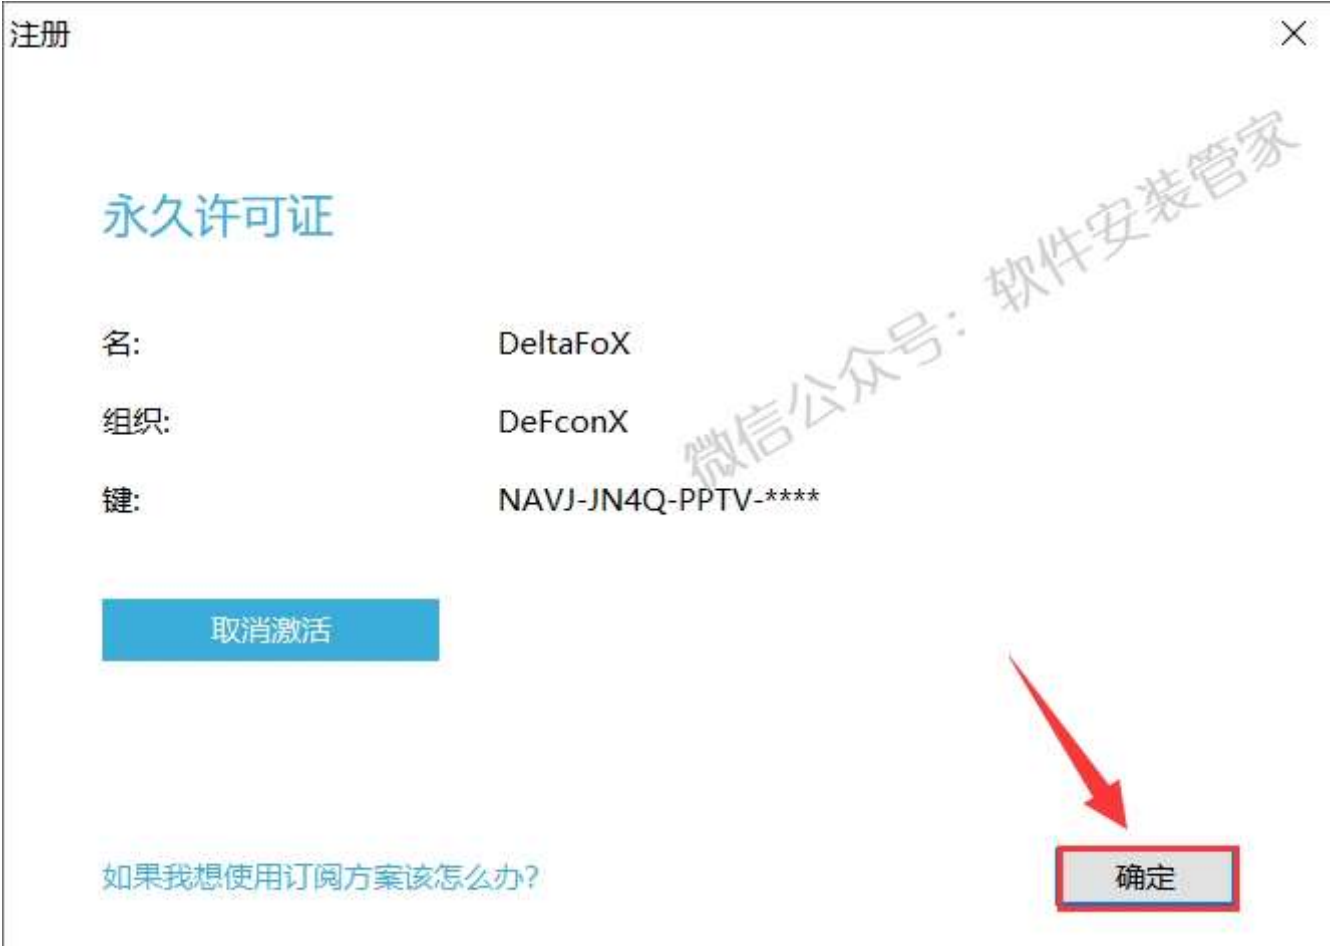 注册
永久许可证
名: DeltaFoX
组织: DeFconX
键: NAVJ-JN4Q-PPTV-****
取消激活
如果我想使用订阅方案该怎么办?
确定
微信公众号：软件安装管家